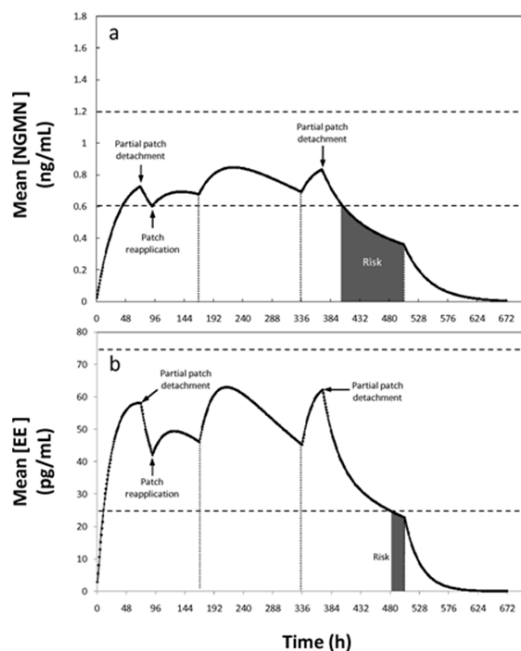 a
Mean [NGMN]
(ng/mL)
1.8
1.6
1.4
1.2
1
0.8
0.6
0.4
0.2
0
Partial patch
detachment
Partial patch
detachment
Patch
reapplication
Risk
0 48 96 144 192 240 288 336 384 432 480 528 576 624 672
b
Mean [EE]
(pg/mL)
80
70
60
50
40
30
20
10
0
Partial patch
detachment
Partial patch
detachment
Patch
reapplication
Risk
0 48 96 144 192 240 288 336 384 432 480 528 576 624 672
Time (h)